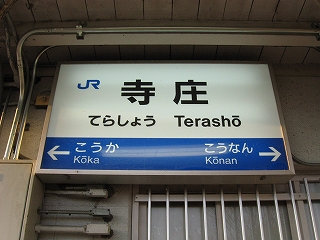 JR 寺庄
てらしょう Terashō
← こうか こうなん →
Kōka Kōnan